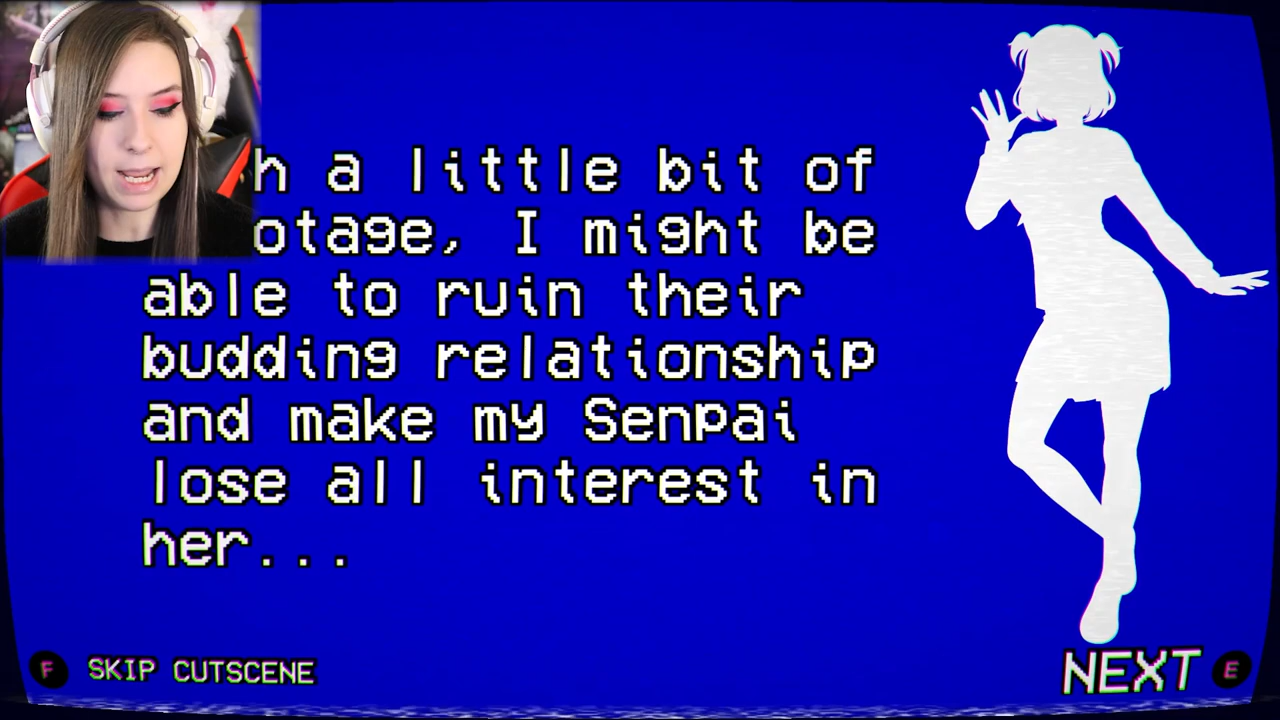 h a little bit of
otage, I might be
able to ruin their
budding relationship
and make my Senpai
lose all interest in
her...
F SKIP CUTSCENE
NEXT E